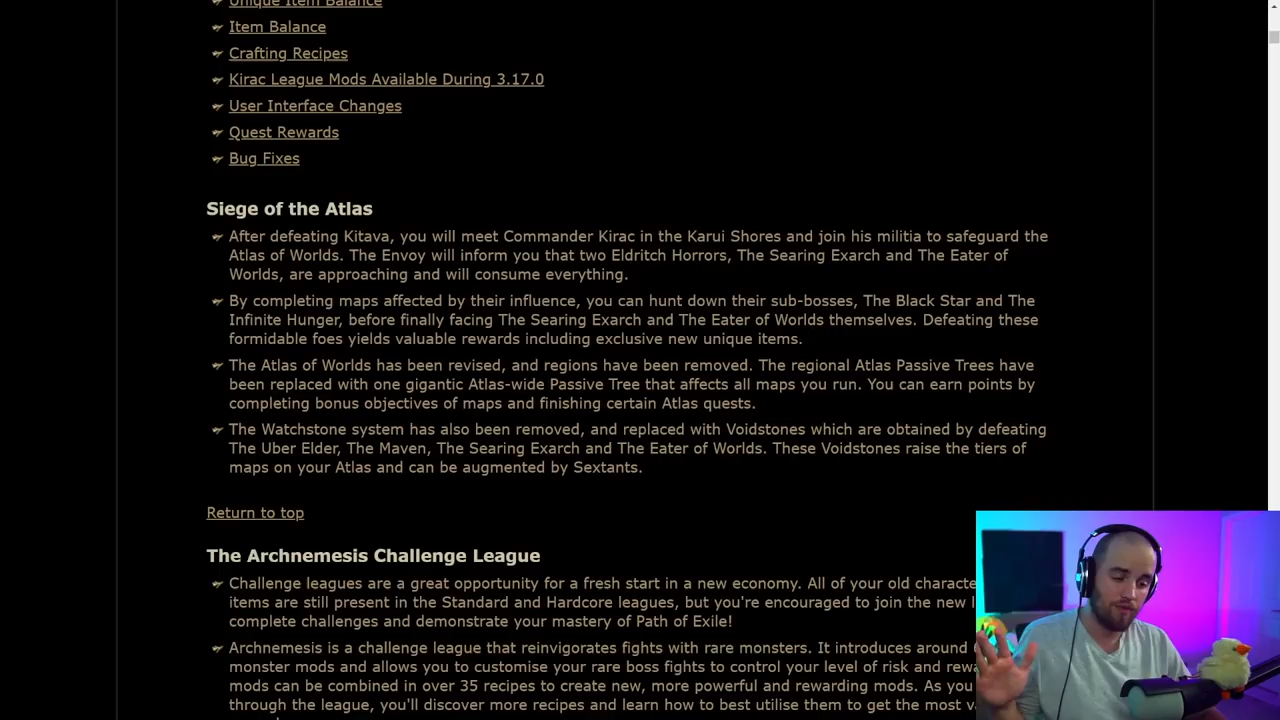 Unique Item Balance
Item Balance
Crafting Recipes
Kirac League Mods Available During 3.17.0
User Interface Changes
Quest Rewards
Bug Fixes
Siege of the Atlas
After defeating Kitava, you will meet Commander Kirac in the Karui Shores and join his militia to safeguard the
Atlas of Worlds. The Envoy will inform you that two Eldritch Horrors, The Searing Exarch and The Eater of
Worlds, are approaching and will consume everything.
By completing maps affected by their influence, you can hunt down their sub-bosses, The Black Star and The
Infinite Hunger, before finally facing The Searing Exarch and The Eater of Worlds themselves. Defeating these
formidable foes yields valuable rewards including exclusive new unique items.
The Atlas of Worlds has been revised, and regions have been removed. The regional Atlas Passive Trees have
been replaced with one gigantic Atlas-wide Passive Tree that affects all maps you run. You can earn points by
completing bonus objectives of maps and finishing certain Atlas quests.
The Watchstone system has also been removed, and replaced with Voidstones which are obtained by defeating
The Uber Elder, The Maven, The Searing Exarch and The Eater of Worlds. These Voidstones raise the tiers of
maps on your Atlas and can be augmented by Sextants.
Return to top
The Archnemesis Challenge League
Challenge leagues are a great opportunity for a fresh start in a new economy. All of your old
items are still present in the Standard and Hardcore leagues, but you're encouraged to join the new
complete challenges and demonstrate your mastery of Path of Exile!
Archnemesis is a challenge league that reinvigorates fights with rare monsters. It introduces around
monster mods and allows you to customise your rare boss fights to control your level of risk and
mods can be combined in over 35 recipes to create new, more powerful and rewarding mods. As you
through the league, you'll discover more recipes and learn how to best utilise them to get the most